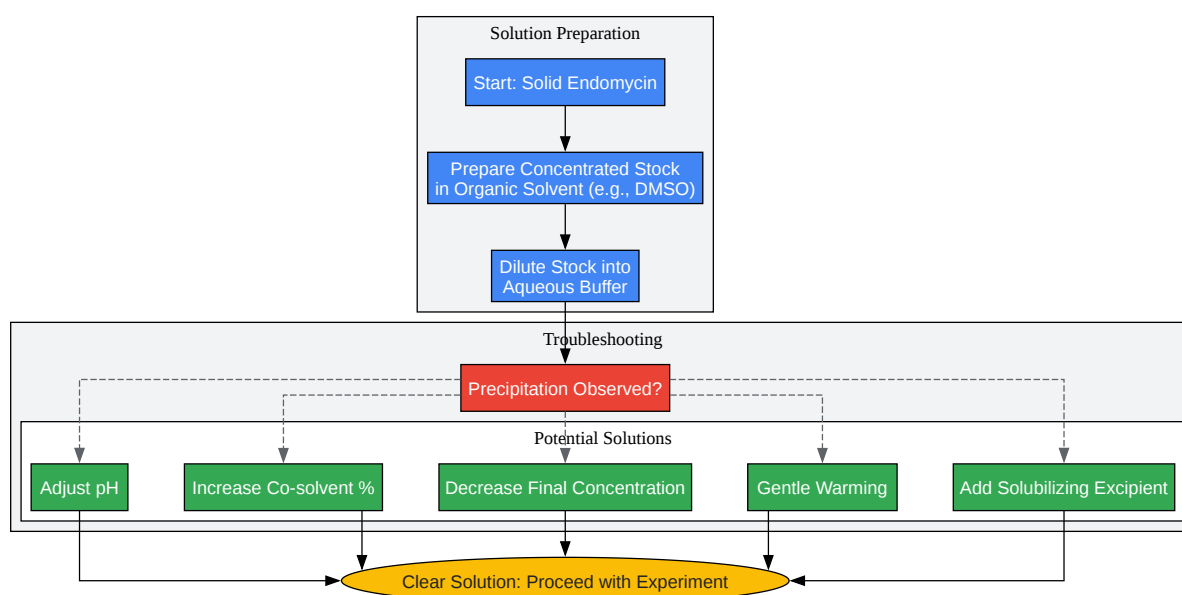 Solution Preparation
Start: Solid Endomycin
Prepare Concentrated Stock
in Organic Solvent (e.g., DMSO)
Dilute Stock into
Aqueous Buffer
Troubleshooting
Precipitation Observed?
Potential Solutions
Adjust pH
Increase Co-solvent %
Decrease Final Concentration
Gentle Warming
Add Solubilizing Excipient
Clear Solution: Proceed with Experiment